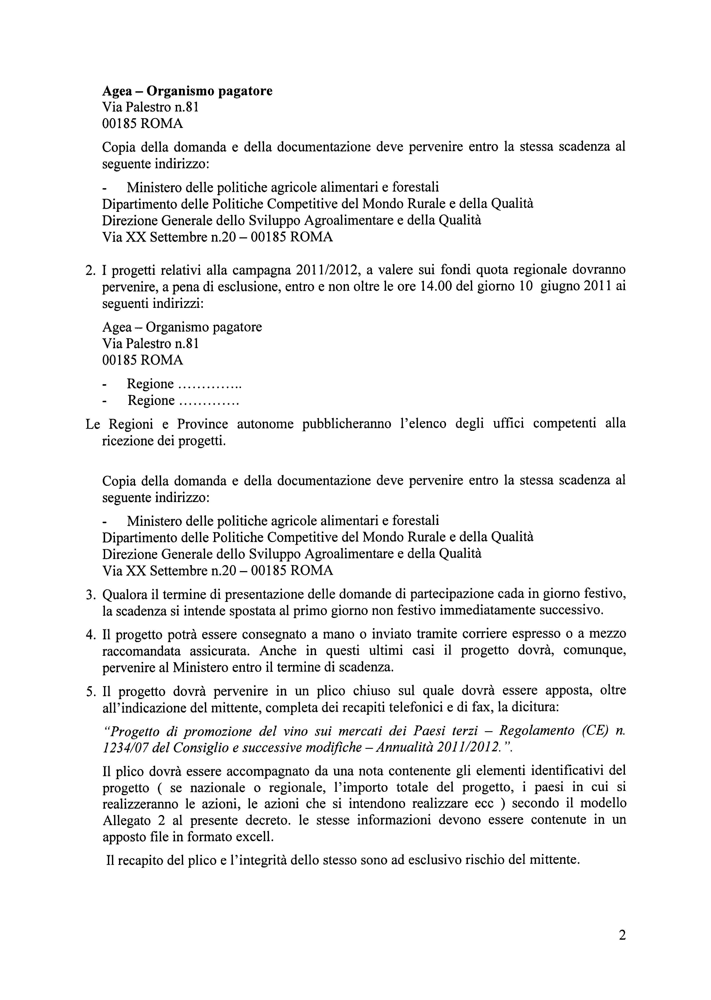 Agea – Organismo pagatore
Via Palestro n.81
00185 ROMA
Copia della domanda e della documentazione deve pervenire entro la stessa scadenza al
seguente indirizzo:
- Ministero delle politiche agricole alimentari e forestali
Dipartimento delle Politiche Competitive del Mondo Rurale e della Qualità
Direzione Generale dello Sviluppo Agroalimentare e della Qualità
Via XX Settembre n.20 – 00185 ROMA
2. I progetti relativi alla campagna 2011/2012, a valere sui fondi quota regionale dovranno
pervenire, a pena di esclusione, entro e non oltre le ore 14.00 del giorno 10 giugno 2011 ai
seguenti indirizzi:
Agea – Organismo pagatore
Via Palestro n.81
00185 ROMA
- Regione ..............
- Regione .............
Le Regioni e Province autonome pubblicheranno l'elenco degli uffici competenti alla
ricezione dei progetti.
Copia della domanda e della documentazione deve pervenire entro la stessa scadenza al
seguente indirizzo:
- Ministero delle politiche agricole alimentari e forestali
Dipartimento delle Politiche Competitive del Mondo Rurale e della Qualità
Direzione Generale dello Sviluppo Agroalimentare e della Qualità
Via XX Settembre n.20 – 00185 ROMA
3. Qualora il termine di presentazione delle domande di partecipazione cada in giorno festivo,
la scadenza si intende spostata al primo giorno non festivo immediatamente successivo.
4. Il progetto potrà essere consegnato a mano o inviato tramite corriere espresso o a mezzo
raccomandata assicurata. Anche in questi ultimi casi il progetto dovrà, comunque,
pervenire al Ministero entro il termine di scadenza.
5. Il progetto dovrà pervenire in un plico chiuso sul quale dovrà essere apposta, oltre
all'indicazione del mittente, completa dei recapiti telefonici e di fax, la dicitura:
“Progetto di promozione del vino sui mercati dei Paesi terzi – Regolamento (CE) n.
1234/07 del Consiglio e successive modifiche – Annualità 2011/2012. ”.
Il plico dovrà essere accompagnato da una nota contenente gli elementi identificativi del
progetto ( se nazionale o regionale, l'importo totale del progetto, i paesi in cui si
realizzeranno le azioni, le azioni che si intendono realizzare ecc ) secondo il modello
Allegato 2 al presente decreto. le stesse informazioni devono essere contenute in un
apposto file in formato excell.
Il recapito del plico e l'integrità dello stesso sono ad esclusivo rischio del mittente.
2